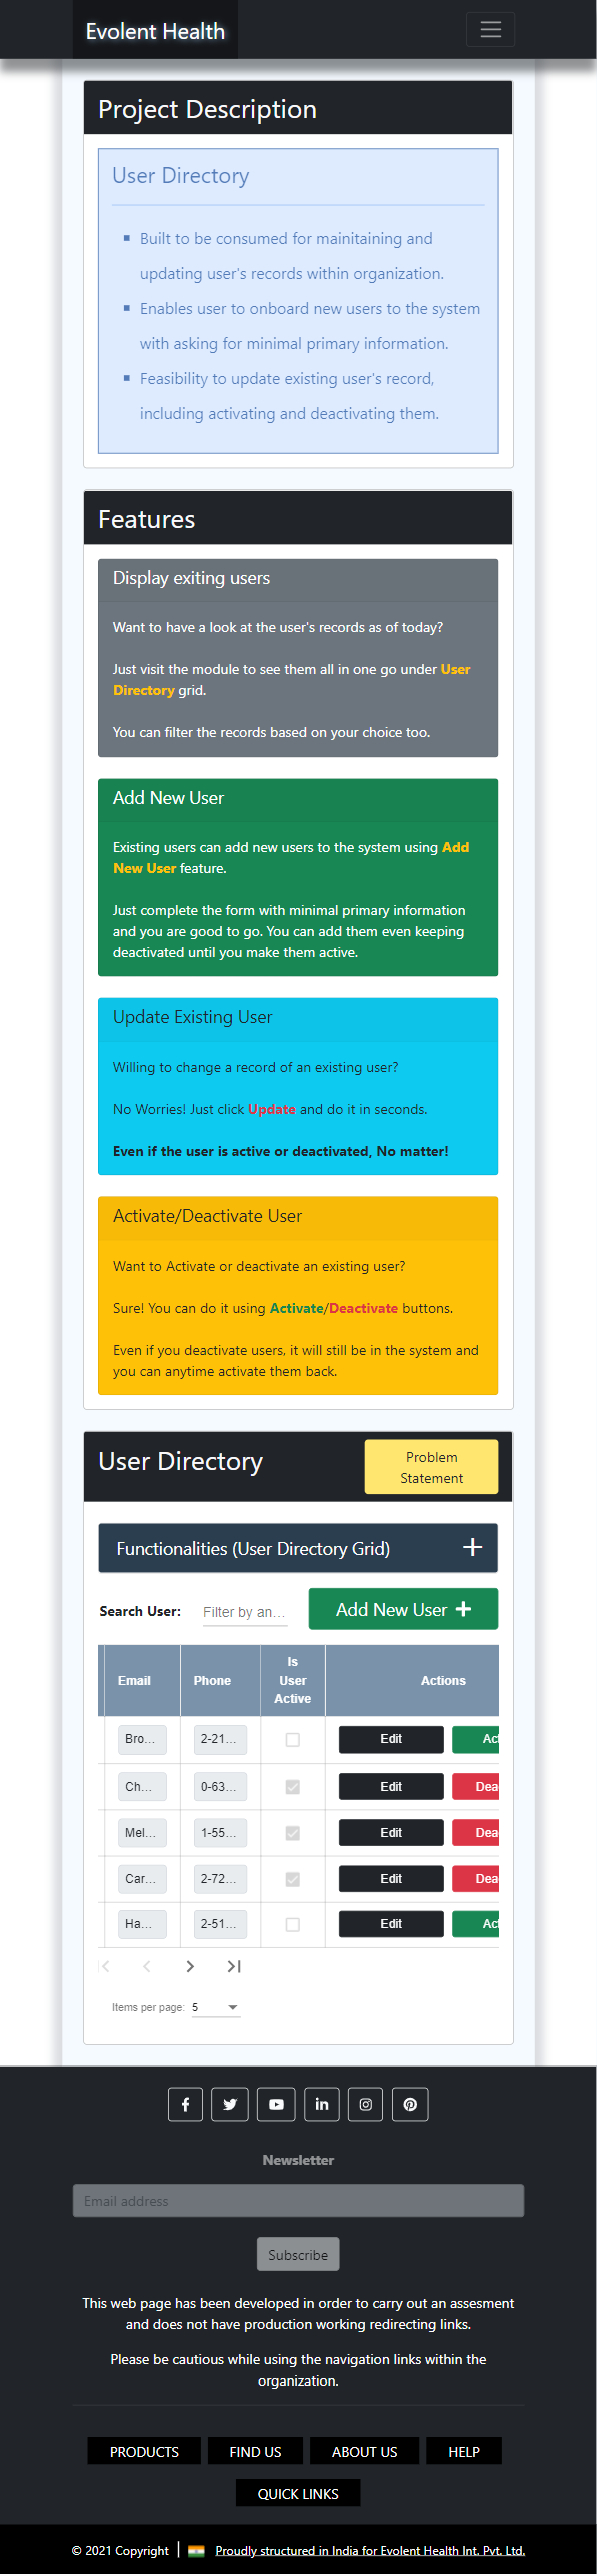 Evolent Health
Project Description
User Directory
Built to be consumed for mainitaining and
updating user's records within organization.
Enables user to onboard new users to the system
with asking for minimal primary information.
Feasibility to update existing user's record,
including activating and deactivating them.
Features
Display exiting users
Want to have a look at the user's records as of today?
Just visit the module to see them all in one go under User
Directory grid.
You can filter the records based on your choice too.
Add New User
Existing users can add new users to the system using Add
New User feature.
Just complete the form with minimal primary information
and you are good to go. You can add them even keeping
deactivated until you make them active.
Update Existing User
Willing to change a record of an existing user?
No Worries! Just click Update and do it in seconds.
Even if the user is active or deactivated, No matter!
Activate/Deactivate User
Want to Activate or deactivate an existing user?
Sure! You can do it using Activate/Deactivate buttons.
Even if you deactivate users, it will still be in the system and
you can anytime activate them back.
User Directory
Problem
Statement
Functionalities (User Directory Grid)
Search User: Filter by an... Add New User
Email Phone Is User Active Actions
Bro... 2-21... Edit Act
Ch... 0-63... Edit Dea
Mel... 1-55... Edit Dea
Car... 2-72... Edit Dea
Ha... 2-51... Edit Act
Items per page: 5
Newsletter
Email address
Subscribe
This web page has been developed in order to carry out an assesment
and does not have production working redirecting links.
Please be cautious while using the navigation links within the
organization.
PRODUCTS FIND US ABOUT US HELP
QUICK LINKS
© 2021 Copyright | Proudly structured in India for Evolent Health Int. Pvt. Ltd.